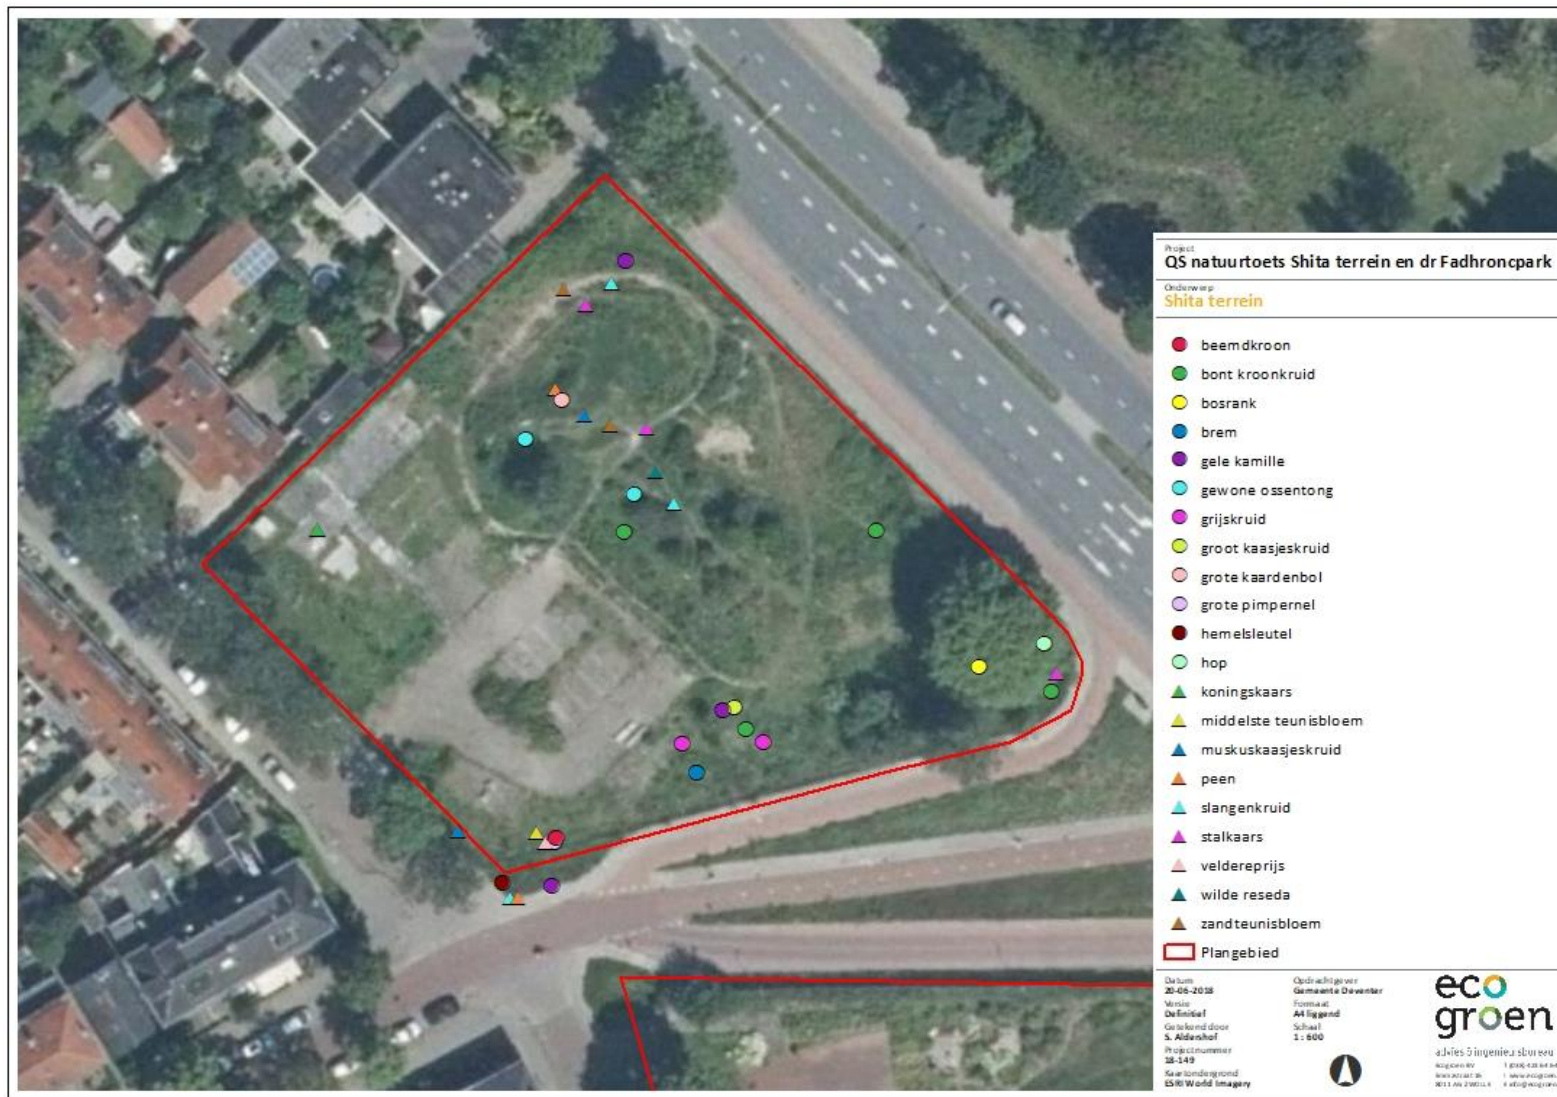 Project
QS natuurtoets Shita terrein en dr Fadhroncpark
Onderwerp
Shita terrein
beemdkroon
bont kroonkruid
bosrank
brem
gele kamille
gewone ossentong
grijskruid
groot kaasjeskruid
grote kaardenbol
grote pimpernel
hemelsleutel
hop
koningskaars
middelste teunisbloem
muskuskaasjeskruid
peen
slangenkruid
stalkaars
veldereprijs
wilde reseda
zandteunisbloem
Plangebied
Datum
20-06-2018
Versie
Definitief
Getekend door
S. Aldershof
Projectnummer
18-149
Kaartondergrond
ESRI World Imagery
Opdrachtgever
Gemeente Deventer
Formaat
A4 liggend
Schaal
1 : 600
eco
groen
advies & ingenieursbureau